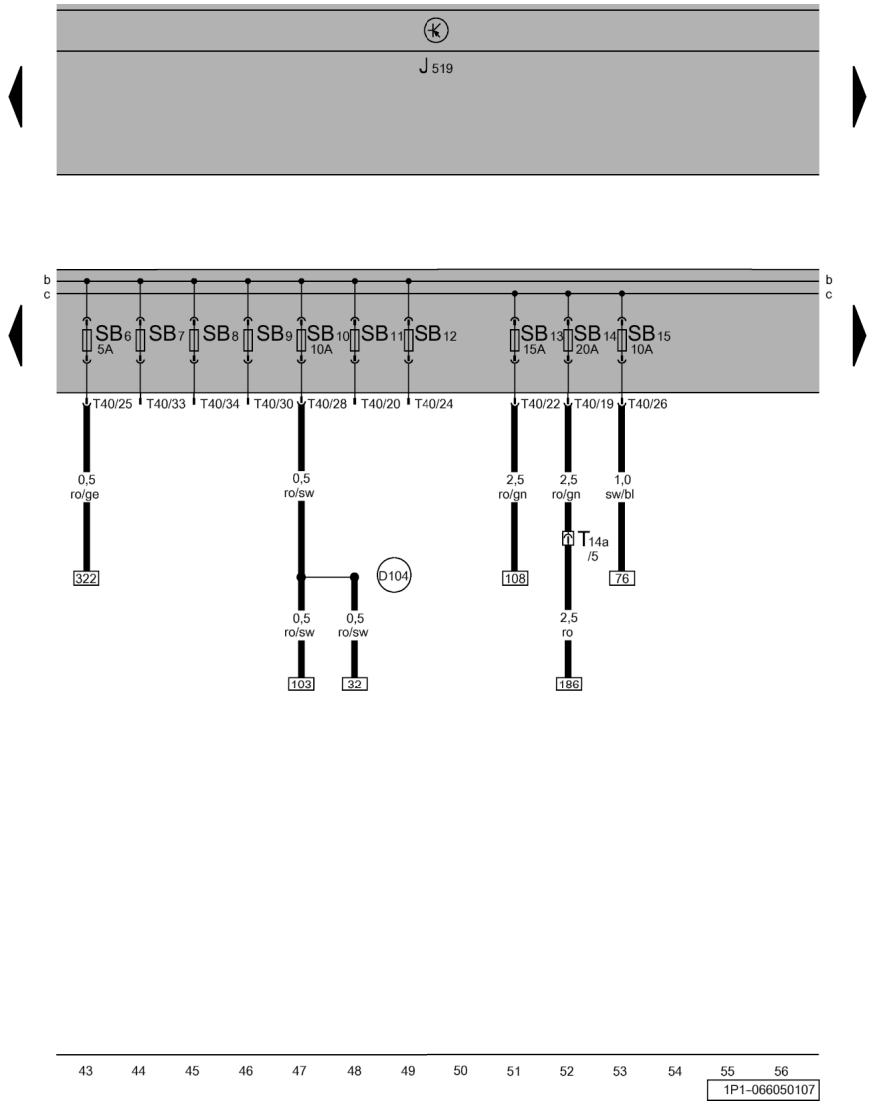 J 519
b b
c c
SB6 SB7 SB8 SB9 SB10 SB11 SB12 SB13 SB14 SB15
5A 10A 15A 20A 10A
T40/25 T40/33 T40/34 T40/30 T40/28 T40/20 T40/24 T40/22 T40/19 T40/26
0,5 0,5 2,5 2,5 1,0
ro/ge ro/sw ro/gn ro/gn sw/bl
T14a
/5
322 D104 108 76
0,5 0,5 2,5
ro/sw ro/sw ro
103 32 186
43 44 45 46 47 48 49 50 51 52 53 54 55 56
1P1-066050107